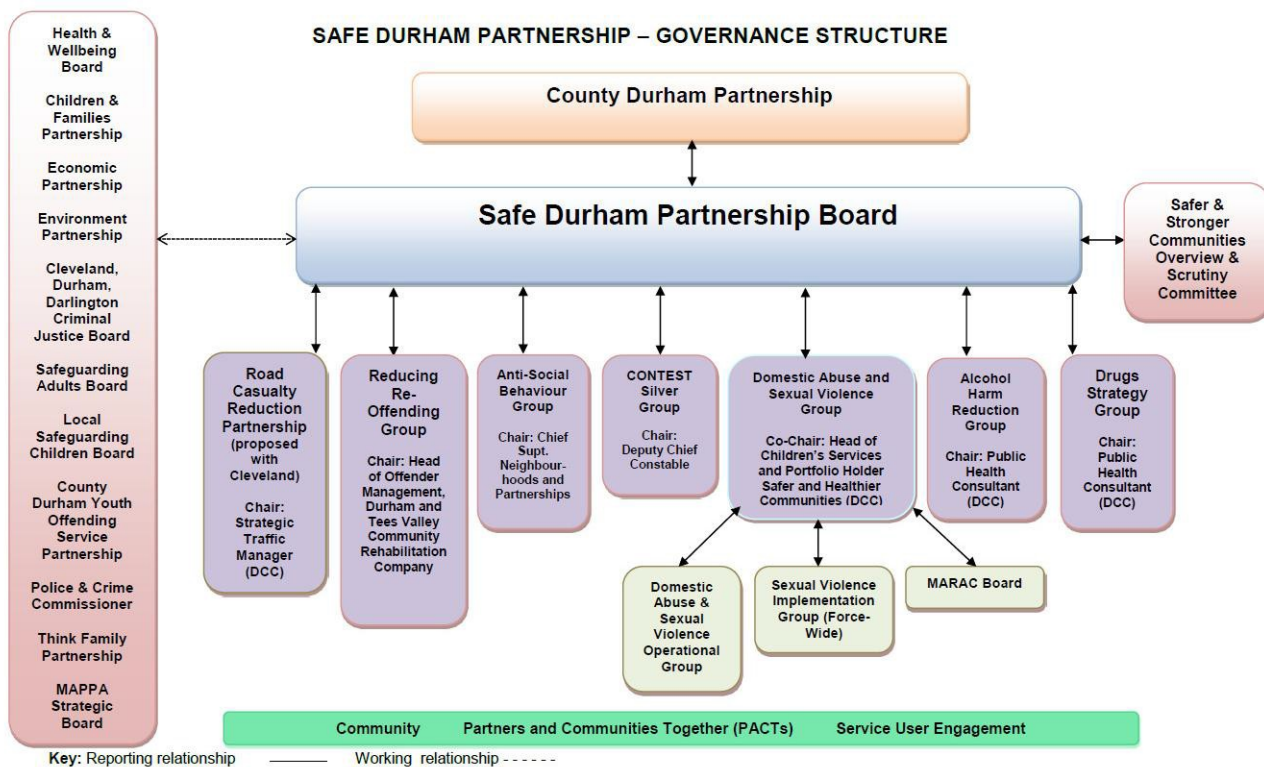 SAFE DURHAM PARTNERSHIP – GOVERNANCE STRUCTURE
Health &
Wellbeing
Board
Children &
Families
Partnership
Economic
Partnership
Environment
Partnership
Cleveland,
Durham,
Darlington
Criminal
Justice Board
Safeguarding
Adults Board
Local
Safeguarding
Children Board
County
Durham Youth
Offending
Service
Partnership
Police & Crime
Commissioner
Think Family
Partnership
MAPPA
Strategic
Board
County Durham Partnership
Safe Durham Partnership Board
Safer &
Stronger
Communities
Overview &
Scrutiny
Committee
Road
Casualty
Reduction
Partnership
(proposed
with
Cleveland)
Chair:
Strategic
Traffic
Manager
(DCC)
Reducing
Re-
Offending
Group
Chair: Head
of Offender
Management,
Durham and
Tees Valley
Community
Rehabilitation
Company
Anti-Social
Behaviour
Group
Chair: Chief
Supt.
Neighbour-
hoods and
Partnerships
CONTEST
Silver
Group
Chair:
Deputy Chief
Constable
Domestic Abuse and
Sexual Violence
Group
Co-Chair: Head of
Children's Services
and Portfolio Holder
Safer and Healthier
Communities (DCC)
Alcohol
Harm
Reduction
Group
Chair: Public
Health
Consultant
(DCC)
Drugs
Strategy
Group
Chair:
Public
Health
Consultant
(DCC)
Domestic
Abuse &
Sexual
Violence
Operational
Group
Sexual Violence
Implementation
Group (Force-
Wide)
MARAC Board
Community Partners and Communities Together (PACTs) Service User Engagement
Key: Reporting relationship Working relationship